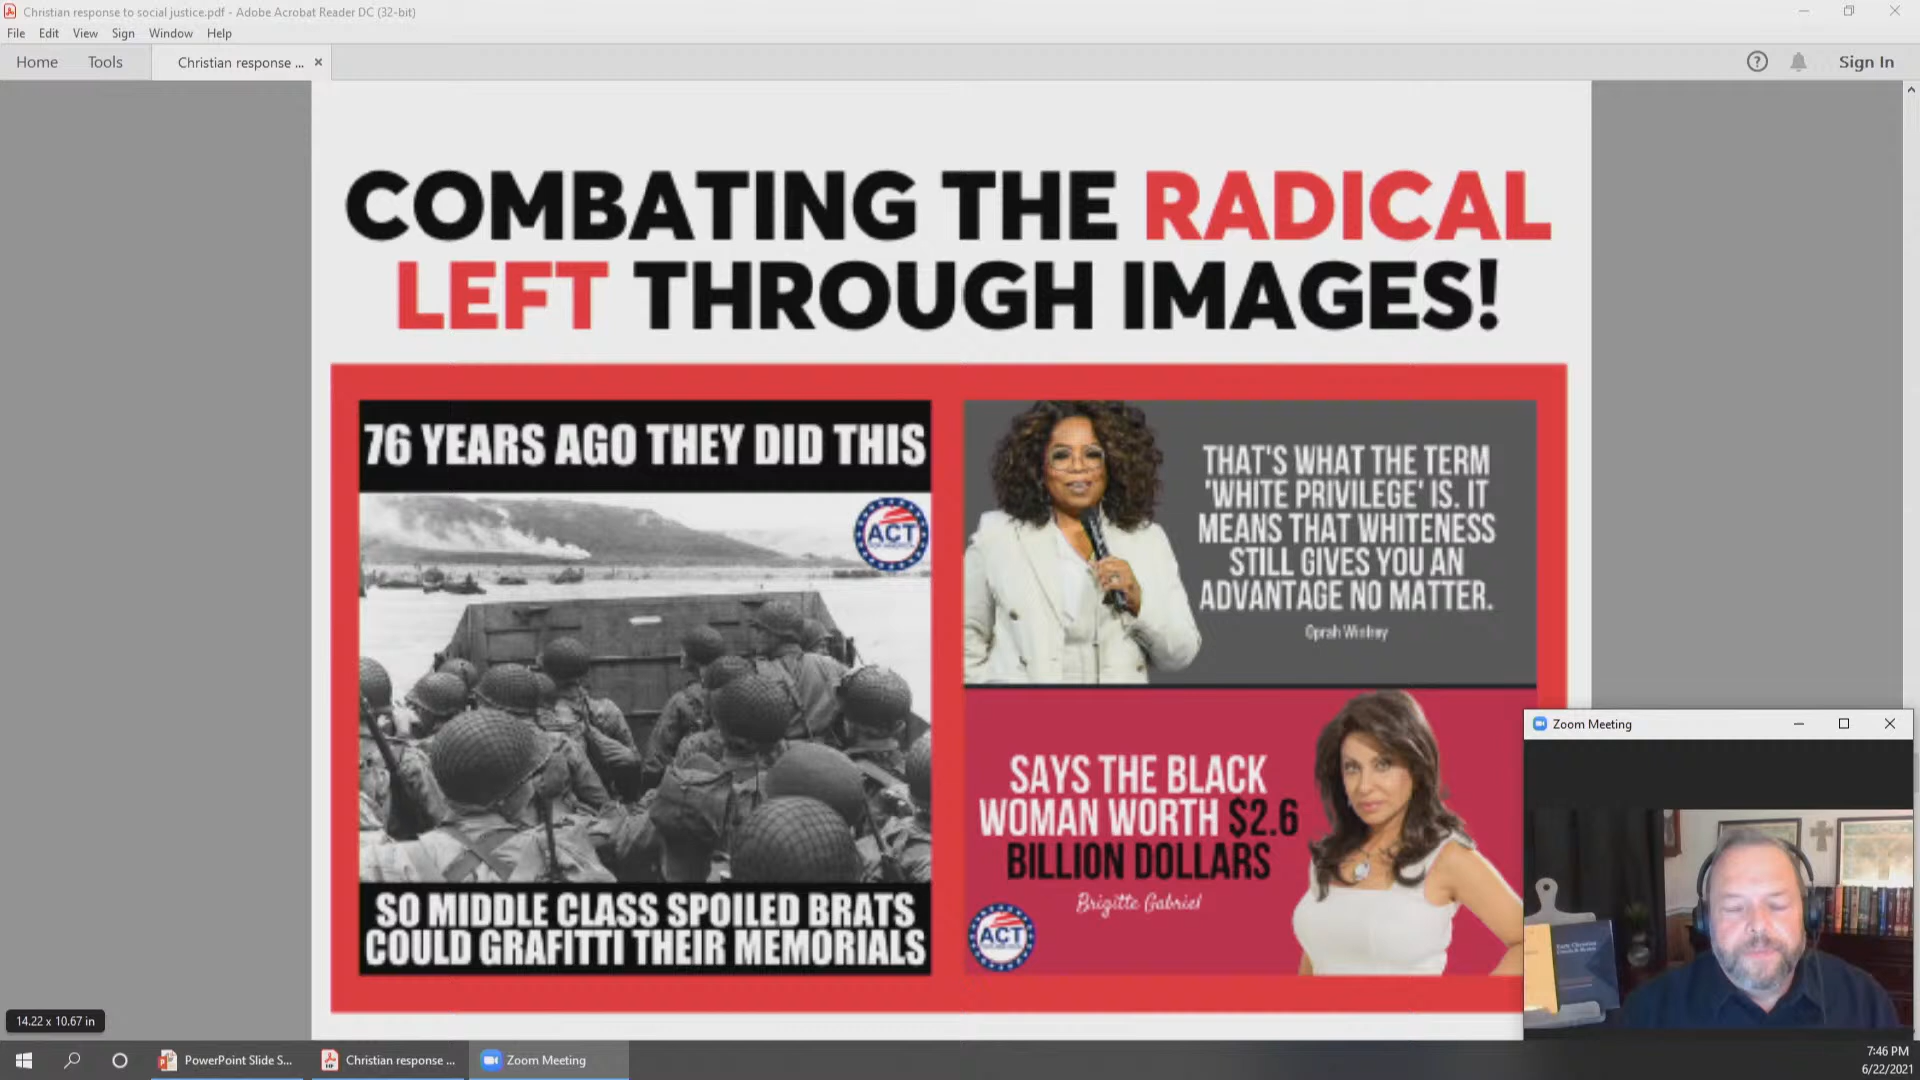 Christian response to social justice.pdf - Adobe Acrobat Reader DC (32-bit)
File Edit View Sign Window Help
Home Tools Christian response ... Sign In
COMBATING THE RADICAL
LEFT THROUGH IMAGES!
76 YEARS AGO THEY DID THIS
ACT
SO MIDDLE CLASS SPOILED BRATS
COULD GRAFITTI THEIR MEMORIALS
THAT'S WHAT THE TERM
'WHITE PRIVILEGE' IS. IT
MEANS THAT WHITENESS
STILL GIVES YOU AN
ADVANTAGE NO MATTER.
Oprah Winfrey
SAYS THE BLACK
WOMAN WORTH $2.6
BILLION DOLLARS
Brigitte Gabriel
ACT
Zoom Meeting
Early Christian
14.22 x 10.67 in
PowerPoint Slide S... Christian response ... Zoom Meeting
7:46 PM
6/22/2021